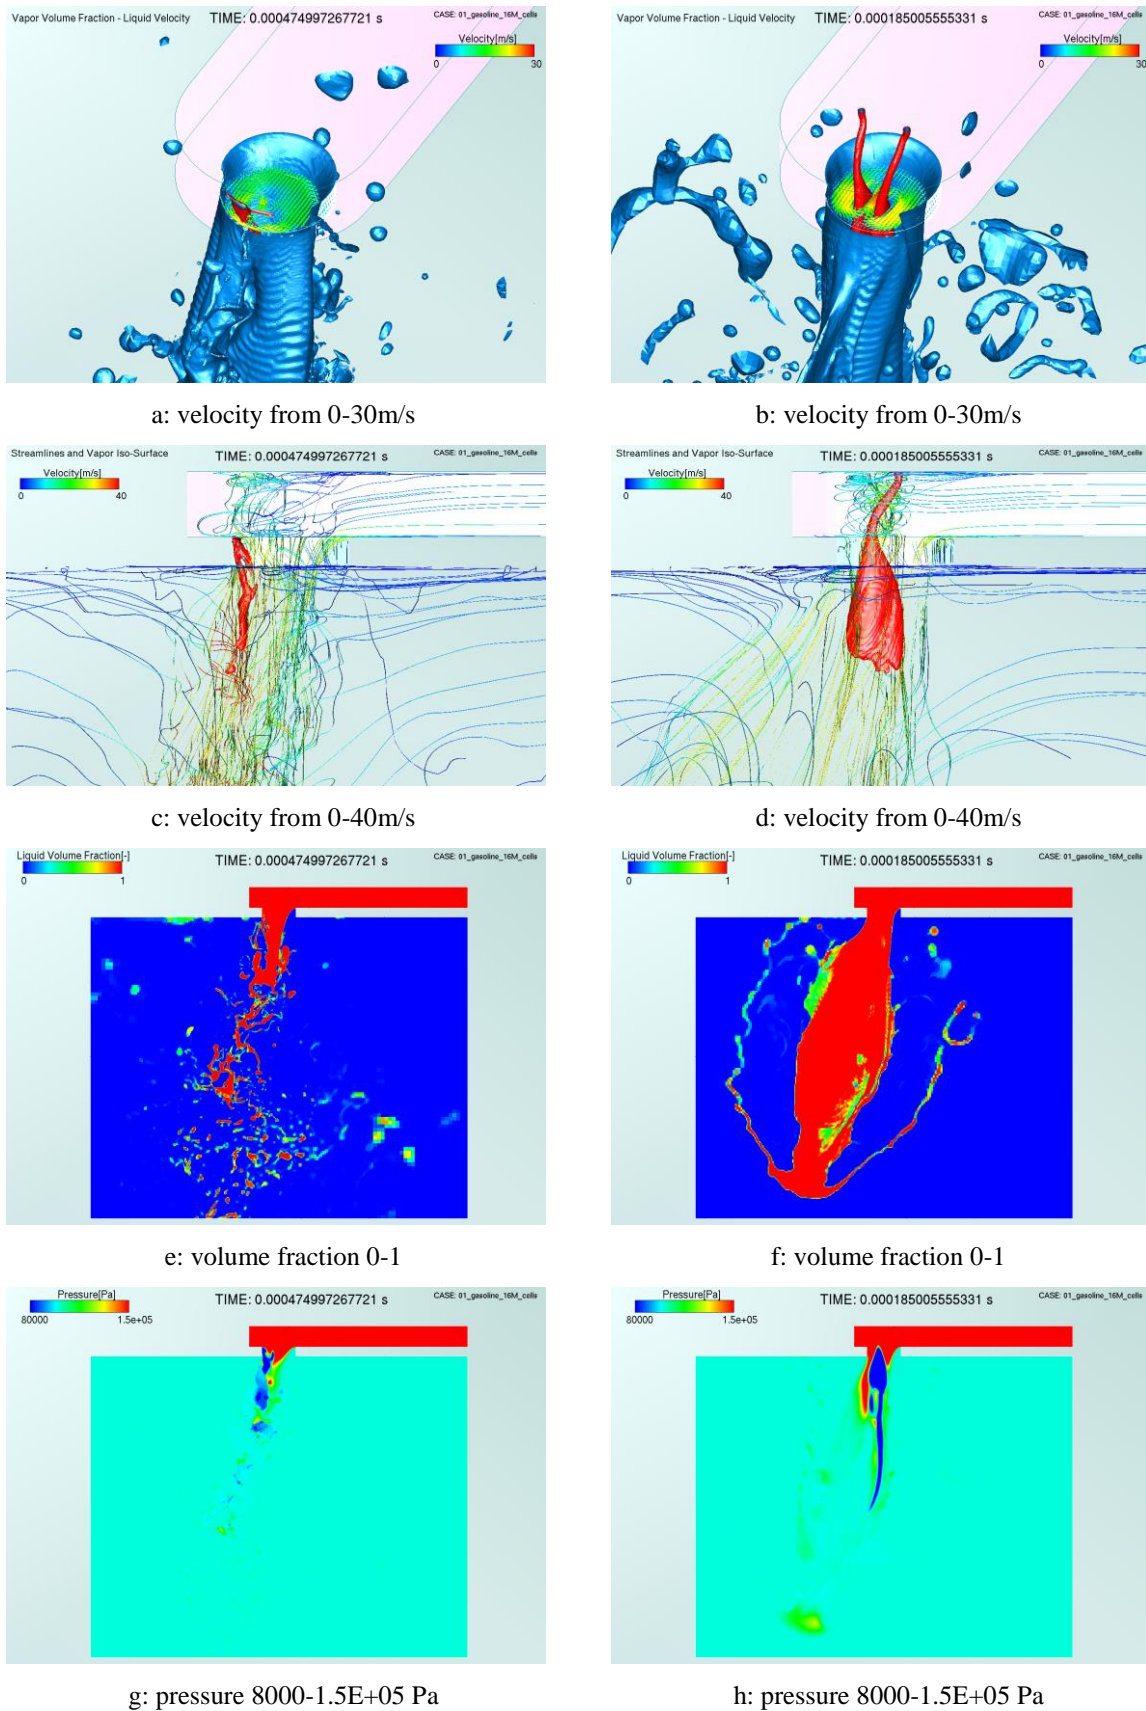 Vapor Volume Fraction - Liquid Velocity TIME: 0.000474997267721 s CASE: 01_gasoline_16M_cells
Velocity[m/s]
0 30
Vapor Volume Fraction - Liquid Velocity TIME: 0.000185005555331 s CASE: 01_gasoline_16M_cells
Velocity[m/s]
0 30
a: velocity from 0-30m/s
b: velocity from 0-30m/s
Streamlines and Vapor Iso-Surface TIME: 0.000474997267721 s CASE: 01_gasoline_16M_cells
Velocity[m/s]
0 40
Streamlines and Vapor Iso-Surface TIME: 0.000185005555331 s CASE: 01_gasoline_16M_cells
Velocity[m/s]
0 40
c: velocity from 0-40m/s
d: velocity from 0-40m/s
Liquid Volume Fraction[-] TIME: 0.000474997267721 s CASE: 01_gasoline_16M_cells
0 1
Liquid Volume Fraction[-] TIME: 0.000185005555331 s CASE: 01_gasoline_16M_cells
0 1
e: volume fraction 0-1
f: volume fraction 0-1
Pressure[Pa] TIME: 0.000474997267721 s CASE: 01_gasoline_16M_cells
80000 1.5e+05
Pressure[Pa] TIME: 0.000185005555331 s CASE: 01_gasoline_16M_cells
80000 1.5e+05
g: pressure 8000-1.5E+05 Pa
h: pressure 8000-1.5E+05 Pa